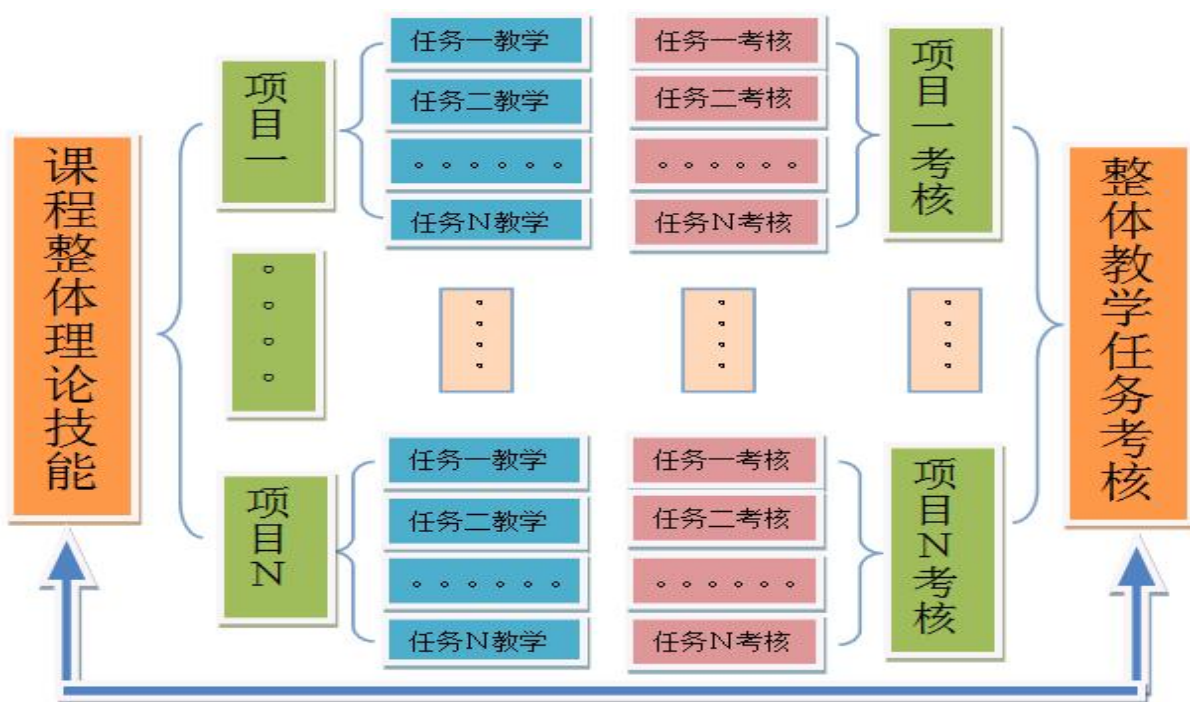 课程整体理论技能
项目一
任务一教学
任务二教学
。。。。。。
任务N教学
任务一考核
任务二考核
。。。。。。
任务N考核
项目一考核
。。。。
。。。。
。。。。
。。。。
项目N
任务一教学
任务二教学
。。。。。。
任务N教学
任务一考核
任务二考核
。。。。。。
任务N考核
项目N考核
整体教学任务考核